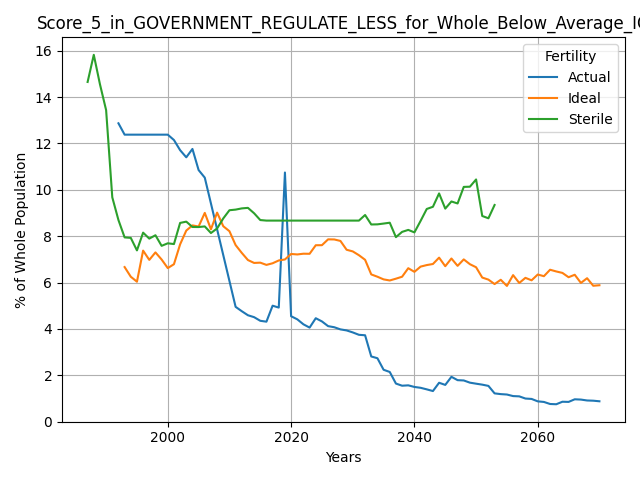 Score_5_in_GOVERNMENT_REGULATE_LESS_for_Whole_Below_Average_IQ
Fertility
Actual
Ideal
Sterile
% of Whole Population
16
14
12
10
8
6
4
2
0
2000
2020
2040
2060
Years